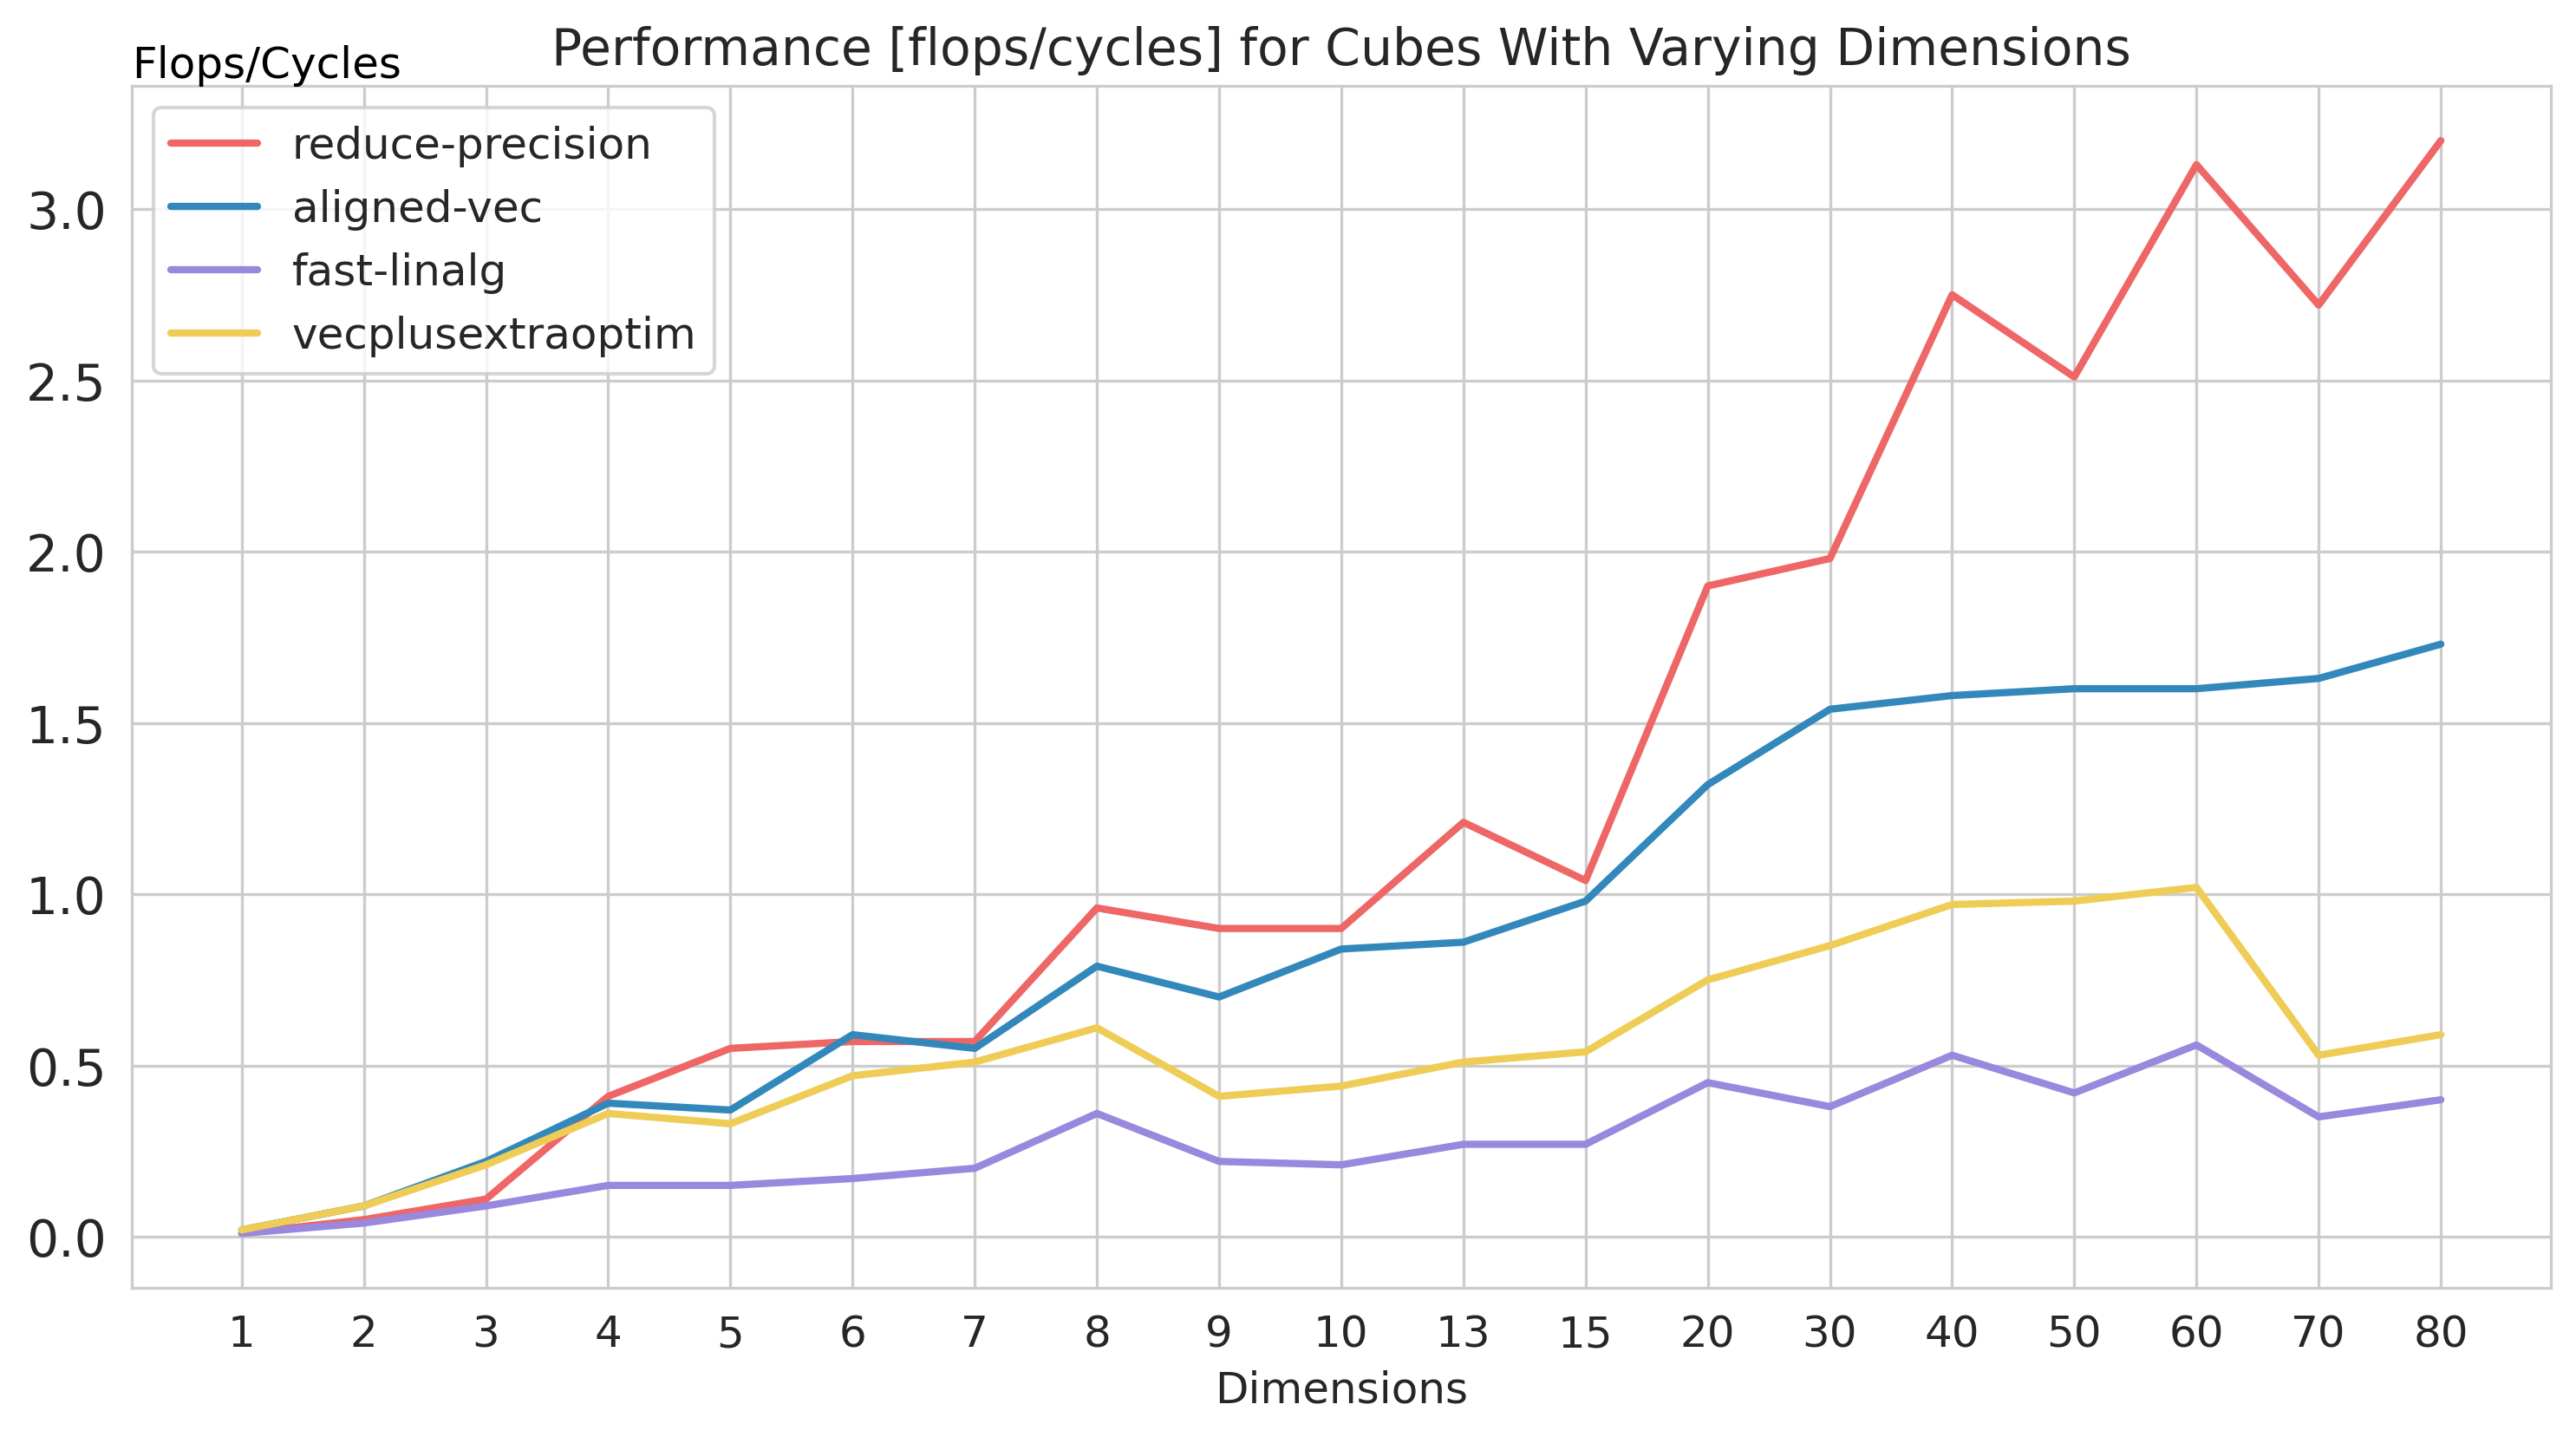 Performance [flops/cycles] for Cubes With Varying Dimensions
Flops/Cycles
reduce-precision
aligned-vec
fast-linalg
vecplusextraoptim
3.0
2.5
2.0
1.5
1.0
0.5
0.0
1 2 3 4 5 6 7 8 9 10 13 15 20 30 40 50 60 70 80
Dimensions